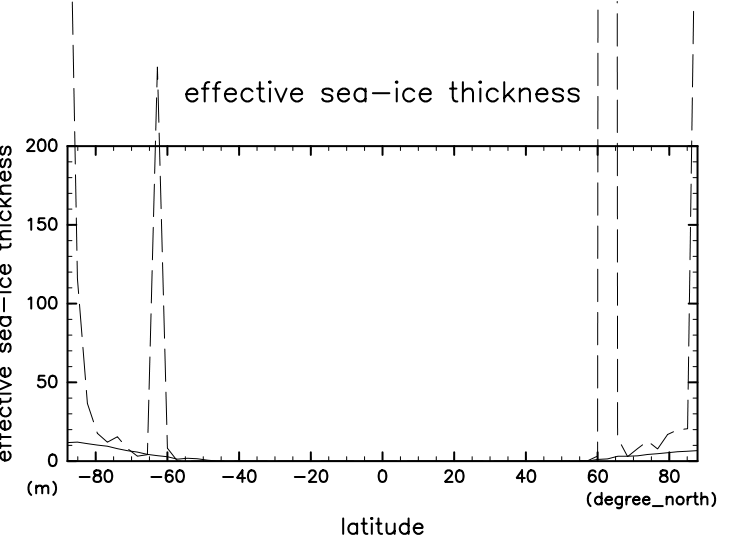 effective sea-ice thickness
effective sea-ice thickness
200
150
100
50
0
(m)
-80 -60 -40 -20 0 20 40 60 80
(degree_north)
latitude